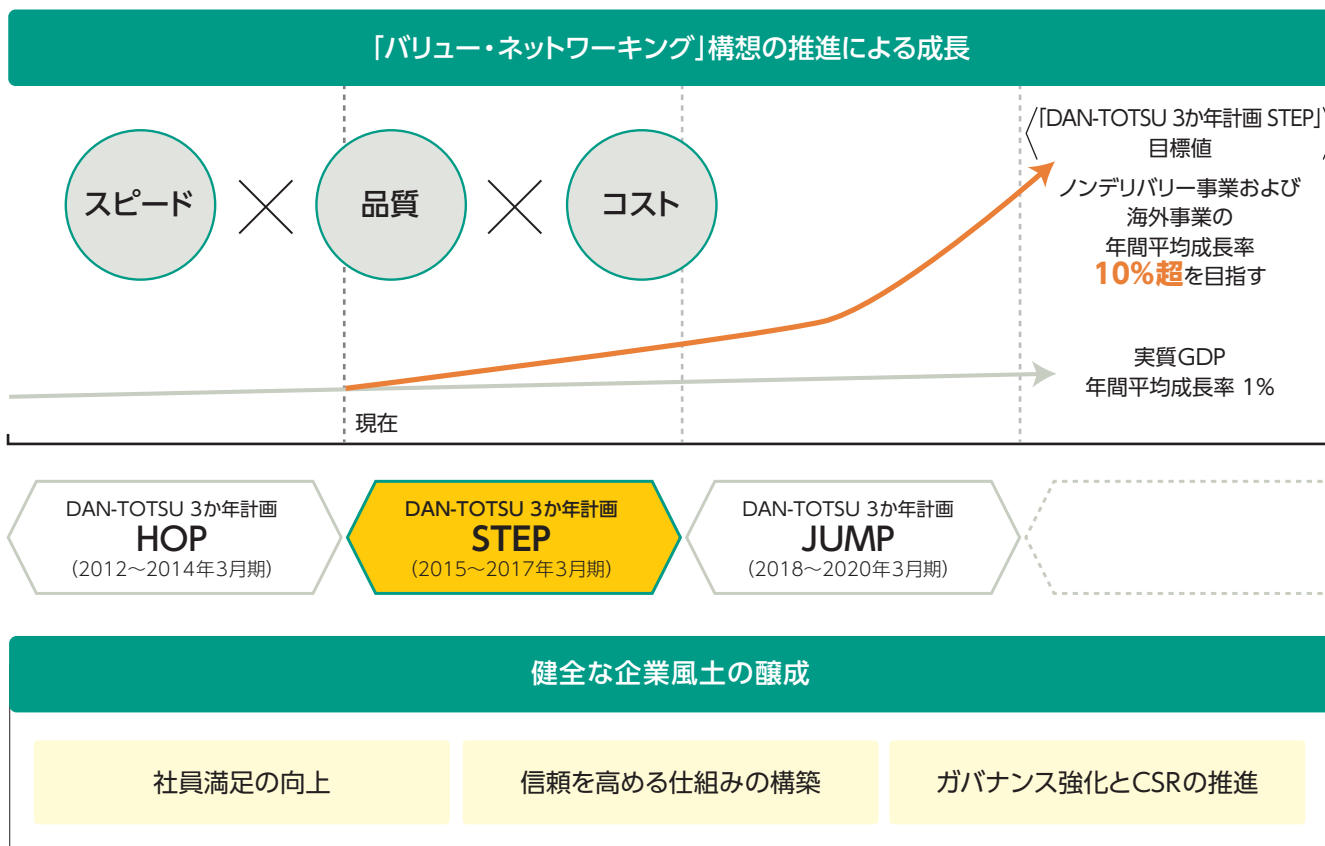 「バリュー・ネットワーキング」構想の推進による成長
スピード
品質
コスト
「DAN-TOTSU 3か年計画 STEP」
目標値
ノンデリバリー事業および
海外事業の
年間平均成長率
10%超を目指す
実質GDP
年間平均成長率 1%
現在
DAN-TOTSU 3か年計画
HOP
(2012〜2014年3月期)
DAN-TOTSU 3か年計画
STEP
(2015〜2017年3月期)
DAN-TOTSU 3か年計画
JUMP
(2018〜2020年3月期)
健全な企業風土の醸成
社員満足の向上
信頼を高める仕組みの構築
ガバナンス強化とCSRの推進